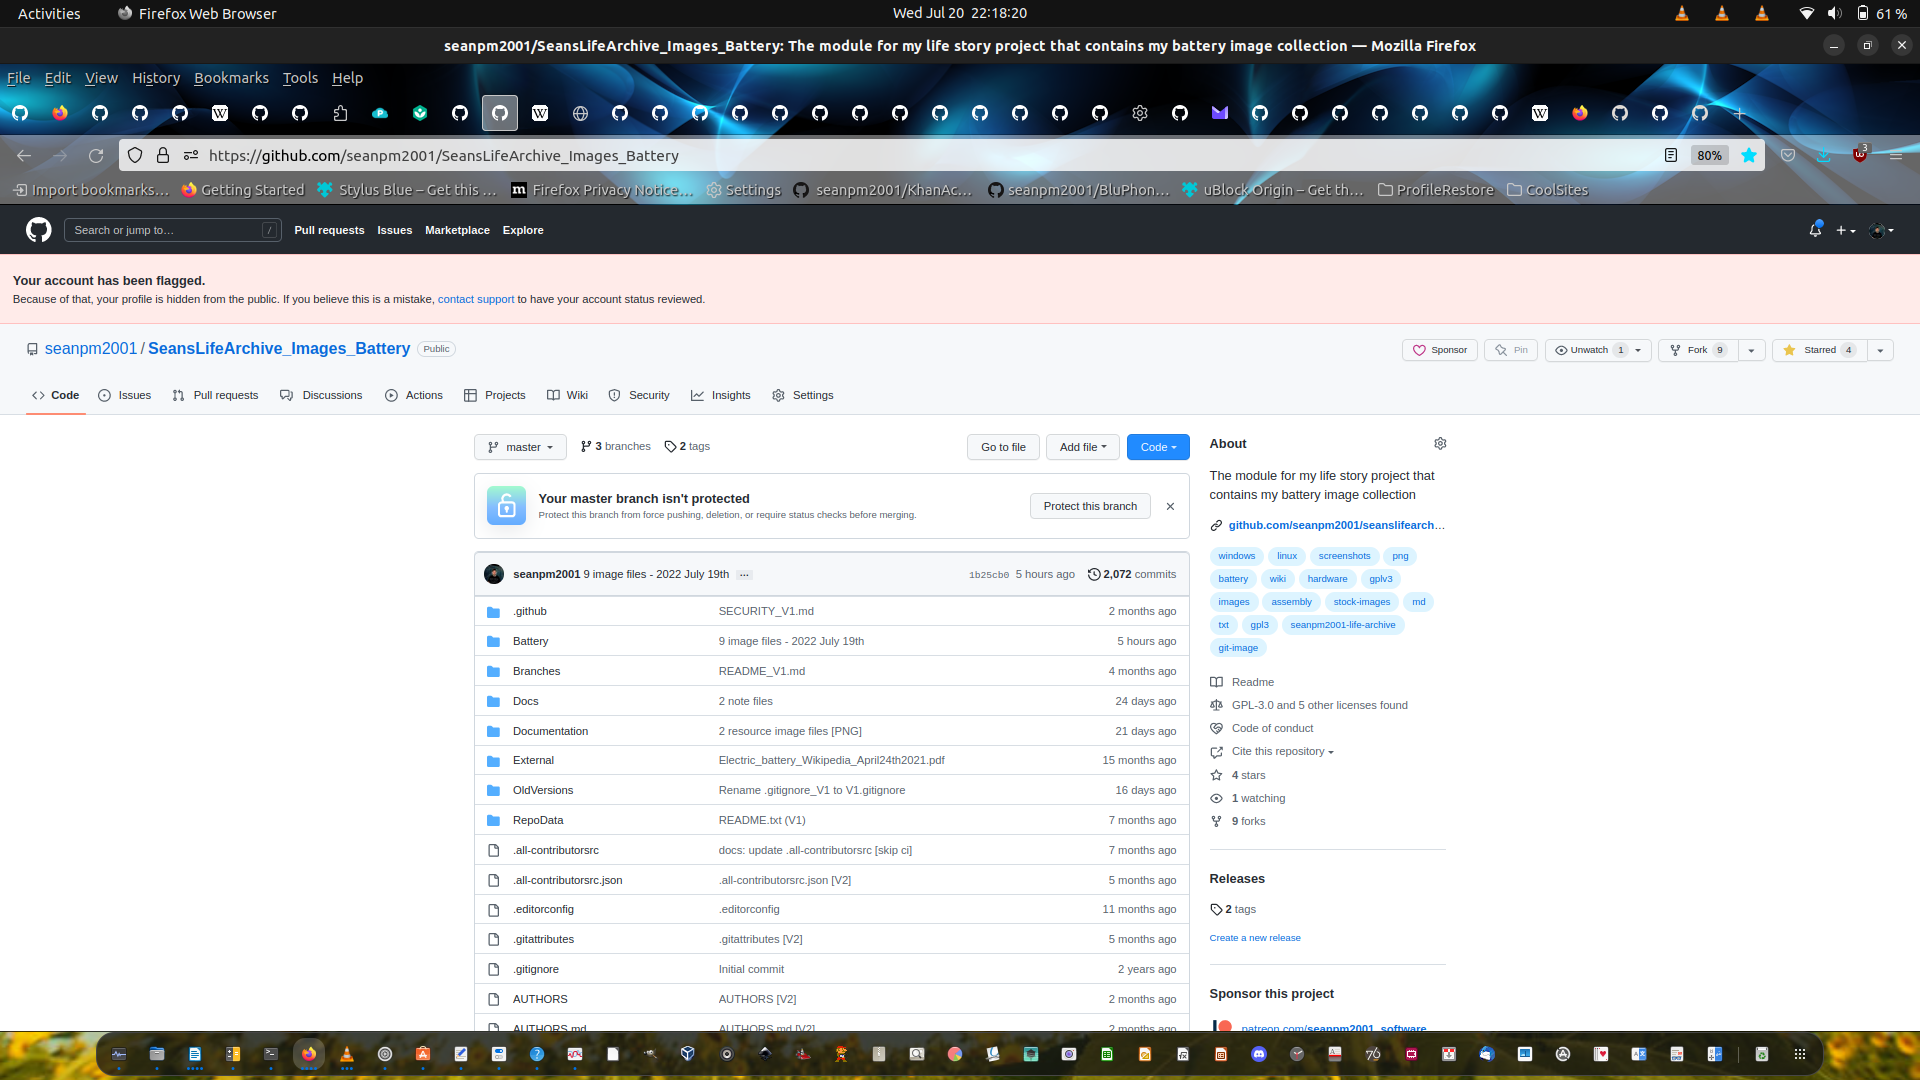 Activities Firefox Web Browser Wed Jul 20 22:18:20 61 %
seanpm2001/SeansLifeArchive_Images_Battery: The module for my life story project that contains my battery image collection — Mozilla Firefox
File Edit View History Bookmarks Tools Help
https://github.com/seanpm2001/SeansLifeArchive_Images_Battery 80% 3
Import bookmarks… Getting Started Stylus Blue – Get this … Firefox Privacy Notice… Settings seanpm2001/KhanAc… seanpm2001/BluPhon… uBlock Origin – Get th… ProfileRestore CoolSites
Search or jump to… / Pull requests Issues Marketplace Explore
Your account has been flagged.
Because of that, your profile is hidden from the public. If you believe this is a mistake, contact support to have your account status reviewed.
seanpm2001 / SeansLifeArchive_Images_Battery Public Sponsor Pin Unwatch 1 Fork 9 Starred 4
Code Issues Pull requests Discussions Actions Projects Wiki Security Insights Settings
master 3 branches 2 tags Go to file Add file Code
Your master branch isn't protected
Protect this branch from force pushing, deletion, or require status checks before merging.
Protect this branch
seanpm2001 9 image files - 2022 July 19th … 1b25cb0 5 hours ago 2,072 commits
.github SECURITY_V1.md 2 months ago
Battery 9 image files - 2022 July 19th 5 hours ago
Branches README_V1.md 4 months ago
Docs 2 note files 24 days ago
Documentation 2 resource image files [PNG] 21 days ago
External Electric_battery_Wikipedia_April24th2021.pdf 15 months ago
OldVersions Rename .gitignore_V1 to V1.gitignore 16 days ago
RepoData README.txt (V1) 7 months ago
.all-contributorsrc docs: update .all-contributorsrc [skip ci] 7 months ago
.all-contributorsrc.json .all-contributorsrc.json [V2] 5 months ago
.editorconfig .editorconfig 11 months ago
.gitattributes .gitattributes [V2] 5 months ago
.gitignore Initial commit 2 years ago
AUTHORS AUTHORS [V2] 2 months ago
AUTHORS.md AUTHORS.md [V2] 2 months ago
About
The module for my life story project that
contains my battery image collection
github.com/seanpm2001/seanslifearch…
windows linux screenshots png
battery wiki hardware gplv3
images assembly stock-images md
txt gpl3 seanpm2001-life-archive
git-image
Readme
GPL-3.0 and 5 other licenses found
Code of conduct
Cite this repository
4 stars
1 watching
9 forks
Releases
2 tags
Create a new release
Sponsor this project
patreon.com/seanpm2001_software